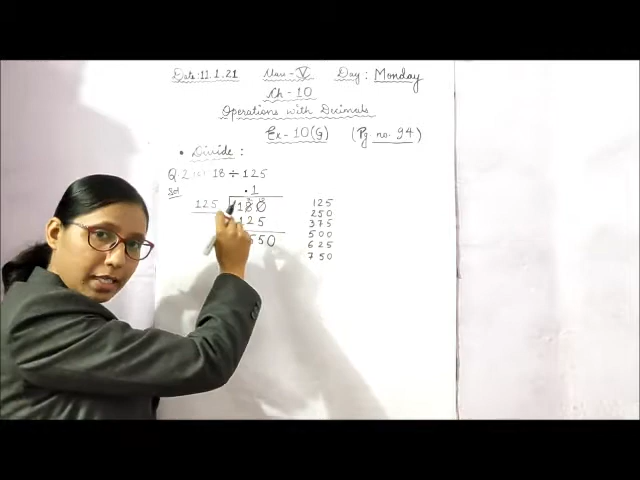 Date: 11.1.21 Class - V Day: Monday
Ch - 10
Operations with Decimals
Ex - 10(G) (Pg. no. 94)
• Divide :
Q.2 18 ÷ 125
Sol
.1
125 180
125
550
125
250
375
500
625
750